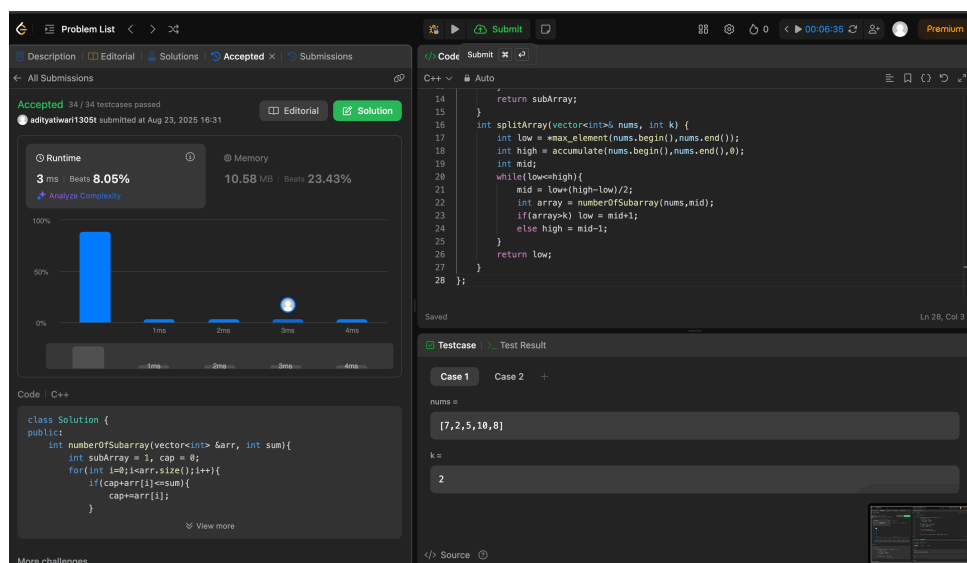 Problem List
Submit
0
00:06:35
Premium
Description | Editorial | Solutions | Accepted × | Submissions
All Submissions
Accepted 34 / 34 testcases passed
adityatiwari1305t submitted at Aug 23, 2025 16:31
Editorial
Solution
Runtime
3 ms | Beats 8.05%
Analyze Complexity
Memory
10.58 MB | Beats 23.43%
100%
50%
0%
1ms 2ms 3ms 4ms
1ms 2ms 3ms 4ms
Code | C++
class Solution {
public:
int numberOfSubarray(vector<int> &arr, int sum){
int subArray = 1, cap = 0;
for(int i=0;i<arr.size();i++){
if(cap+arr[i]<=sum){
cap+=arr[i];
}
View more
More challenges
</> Code
Submit ⌘ ⏎
C++ Auto
14 return subArray;
15 }
16 int splitArray(vector<int>& nums, int k) {
17 int low = *max_element(nums.begin(),nums.end());
18 int high = accumulate(nums.begin(),nums.end(),0);
19 int mid;
20 while(low<=high){
21 mid = low+(high-low)/2;
22 int array = numberOfSubarray(nums,mid);
23 if(array>k) low = mid+1;
24 else high = mid-1;
25 }
26 return low;
27 }
28 };
Saved
Ln 28, Col 3
Testcase | >_ Test Result
Case 1 Case 2 +
nums =
[7,2,5,10,8]
k =
2
</> Source